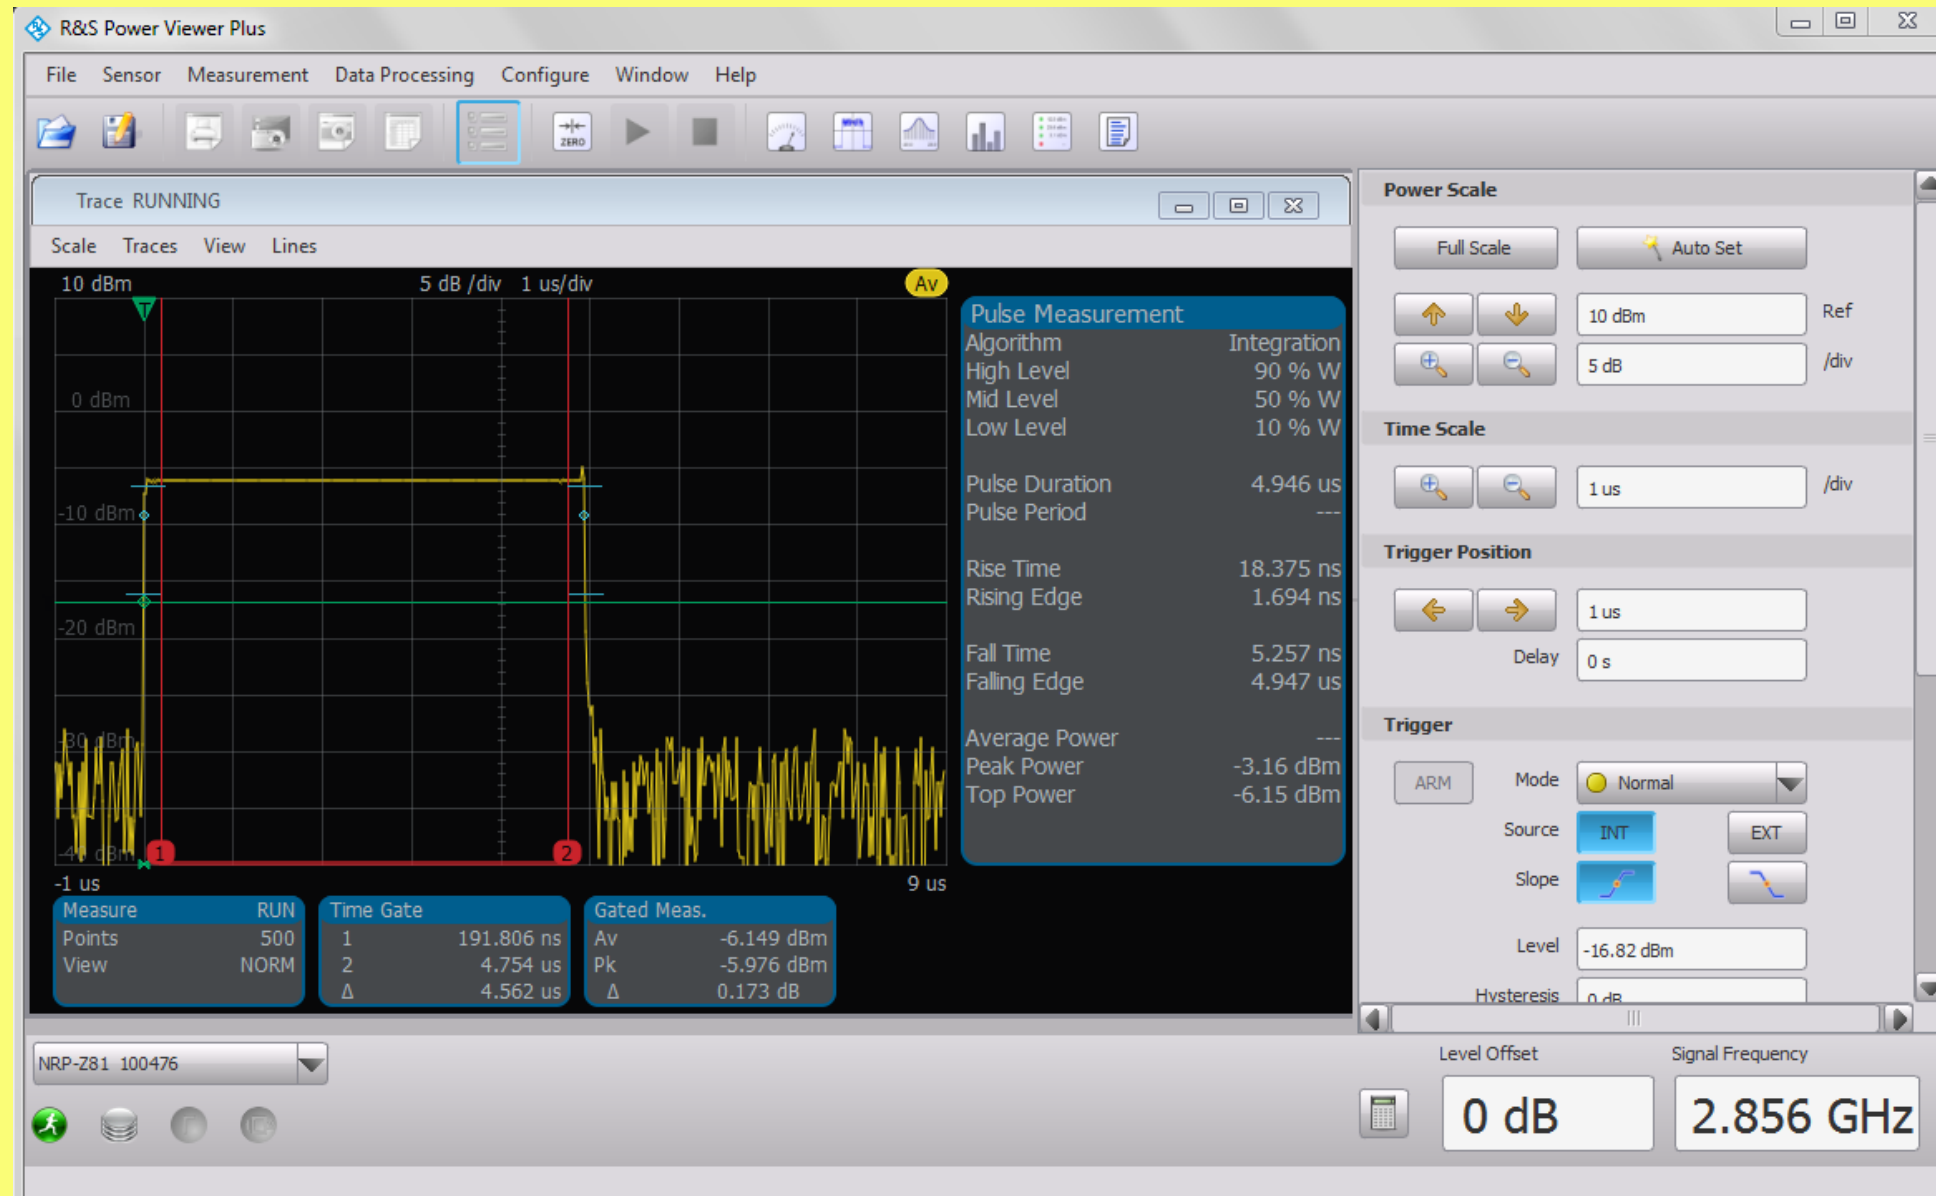 R&S Power Viewer Plus
File Sensor Measurement Data Processing Configure Window Help
ZERO
Trace RUNNING
Scale Traces View Lines
10 dBm 5 dB /div 1 us/div Av
T
0 dBm
-10 dBm
-20 dBm
-30 dBm
-40 dBm
1 2
-1 us 9 us
Pulse Measurement
Algorithm Integration
High Level 90 % W
Mid Level 50 % W
Low Level 10 % W
Pulse Duration 4.946 us
Pulse Period ---
Rise Time 18.375 ns
Rising Edge 1.694 ns
Fall Time 5.257 ns
Falling Edge 4.947 us
Average Power ---
Peak Power -3.16 dBm
Top Power -6.15 dBm
Measure RUN
Points 500
View NORM
Time Gate
1 191.806 ns
2 4.754 us
Δ 4.562 us
Gated Meas.
Av -6.149 dBm
Pk -5.976 dBm
Δ 0.173 dB
Power Scale
Full Scale Auto Set
10 dBm Ref
5 dB /div
Time Scale
1 us /div
Trigger Position
1 us
Delay 0 s
Trigger
ARM Mode Normal
Source INT EXT
Slope
Level -16.82 dBm
Hysteresis 0 dB
NRP-Z81 100476
Level Offset Signal Frequency
0 dB 2.856 GHz